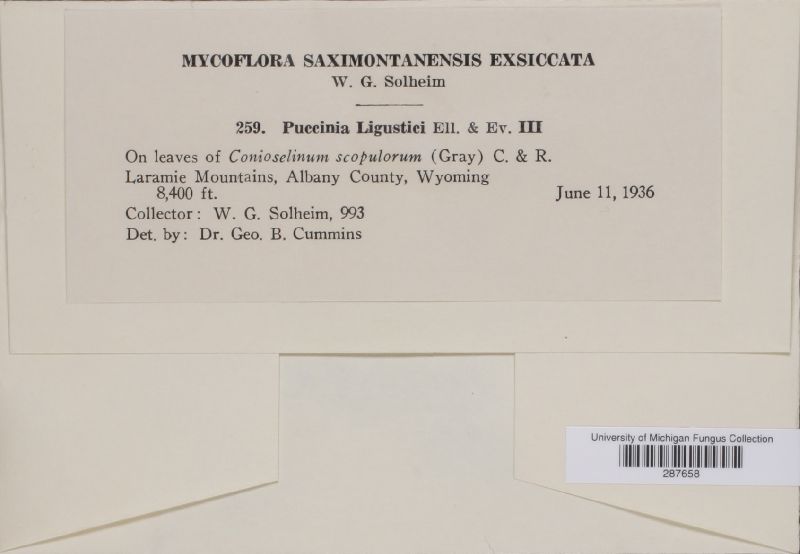 MYCOFLORA SAXIMONTANENSIS EXSICCATA
W. G. Solheim
259. Puccinia Ligustici Ell. & Ev. III
On leaves of Conioselinum scopulorum (Gray) C. & R.
Laramie Mountains, Albany County, Wyoming
8,400 ft. June 11, 1936
Collector: W. G. Solheim, 993
Det. by: Dr. Geo. B. Cummins
University of Michigan Fungus Collection
287658